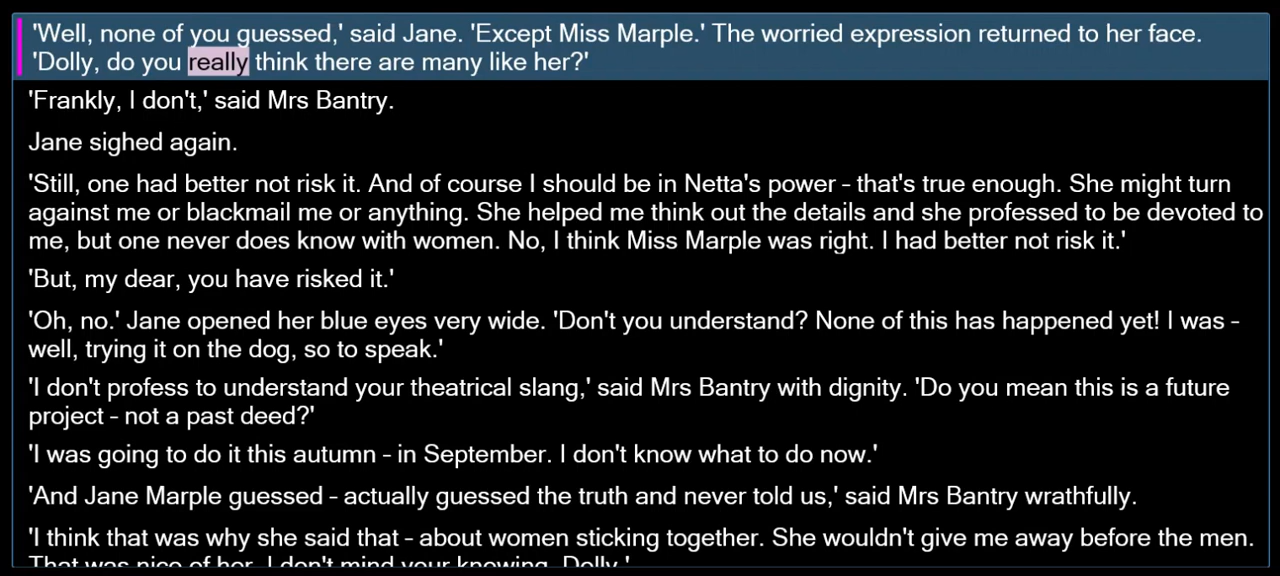 'Well, none of you guessed,' said Jane. 'Except Miss Marple.' The worried expression returned to her face.
'Dolly, do you really think there are many like her?'
'Frankly, I don't,' said Mrs Bantry.
Jane sighed again.
'Still, one had better not risk it. And of course I should be in Netta's power – that's true enough. She might turn
against me or blackmail me or anything. She helped me think out the details and she professed to be devoted to
me, but one never does know with women. No, I think Miss Marple was right. I had better not risk it.'
'But, my dear, you have risked it.'
'Oh, no.' Jane opened her blue eyes very wide. 'Don't you understand? None of this has happened yet! I was –
well, trying it on the dog, so to speak.'
'I don't profess to understand your theatrical slang,' said Mrs Bantry with dignity. 'Do you mean this is a future
project – not a past deed?'
'I was going to do it this autumn – in September. I don't know what to do now.'
'And Jane Marple guessed – actually guessed the truth and never told us,' said Mrs Bantry wrathfully.
'I think that was why she said that – about women sticking together. She wouldn't give me away before the men.
That was nice of her. I don't mind your knowing, Dolly.'